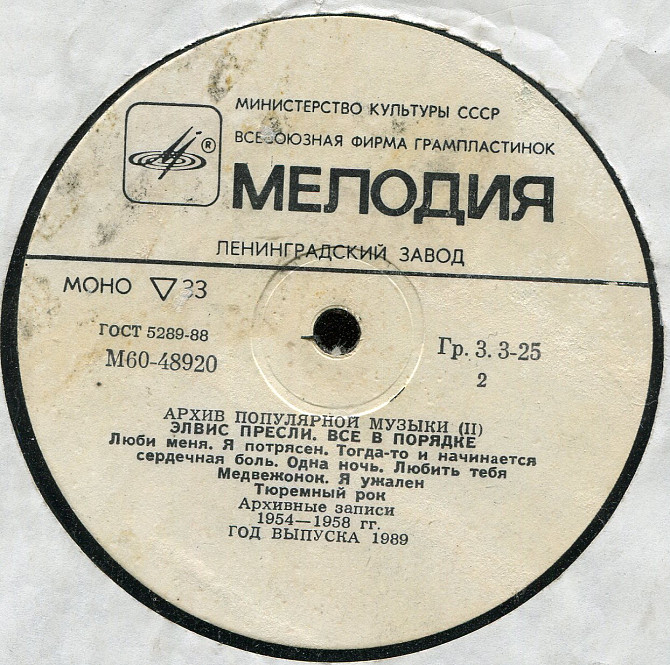 ®
МИНИСТЕРСТВО КУЛЬТУРЫ СССР
ВСЕСОЮЗНАЯ ФИРМА ГРАМПЛАСТИНОК
МЕЛОДИЯ
ЛЕНИНГРАДСКИЙ ЗАВОД
МОНО ▽33
ГОСТ 5289-88
М60-48920
Гр. 3. 3-25
2
АРХИВ ПОПУЛЯРНОЙ МУЗЫКИ (II)
ЭЛВИС ПРЕСЛИ. ВСЕ В ПОРЯДКЕ
Люби меня. Я потрясен. Тогда-то и начинается
сердечная боль. Одна ночь. Любить тебя
Медвежонок. Я ужален
Тюремный рок
Архивные записи
1954—1958 гг.
ГОД ВЫПУСКА 1989